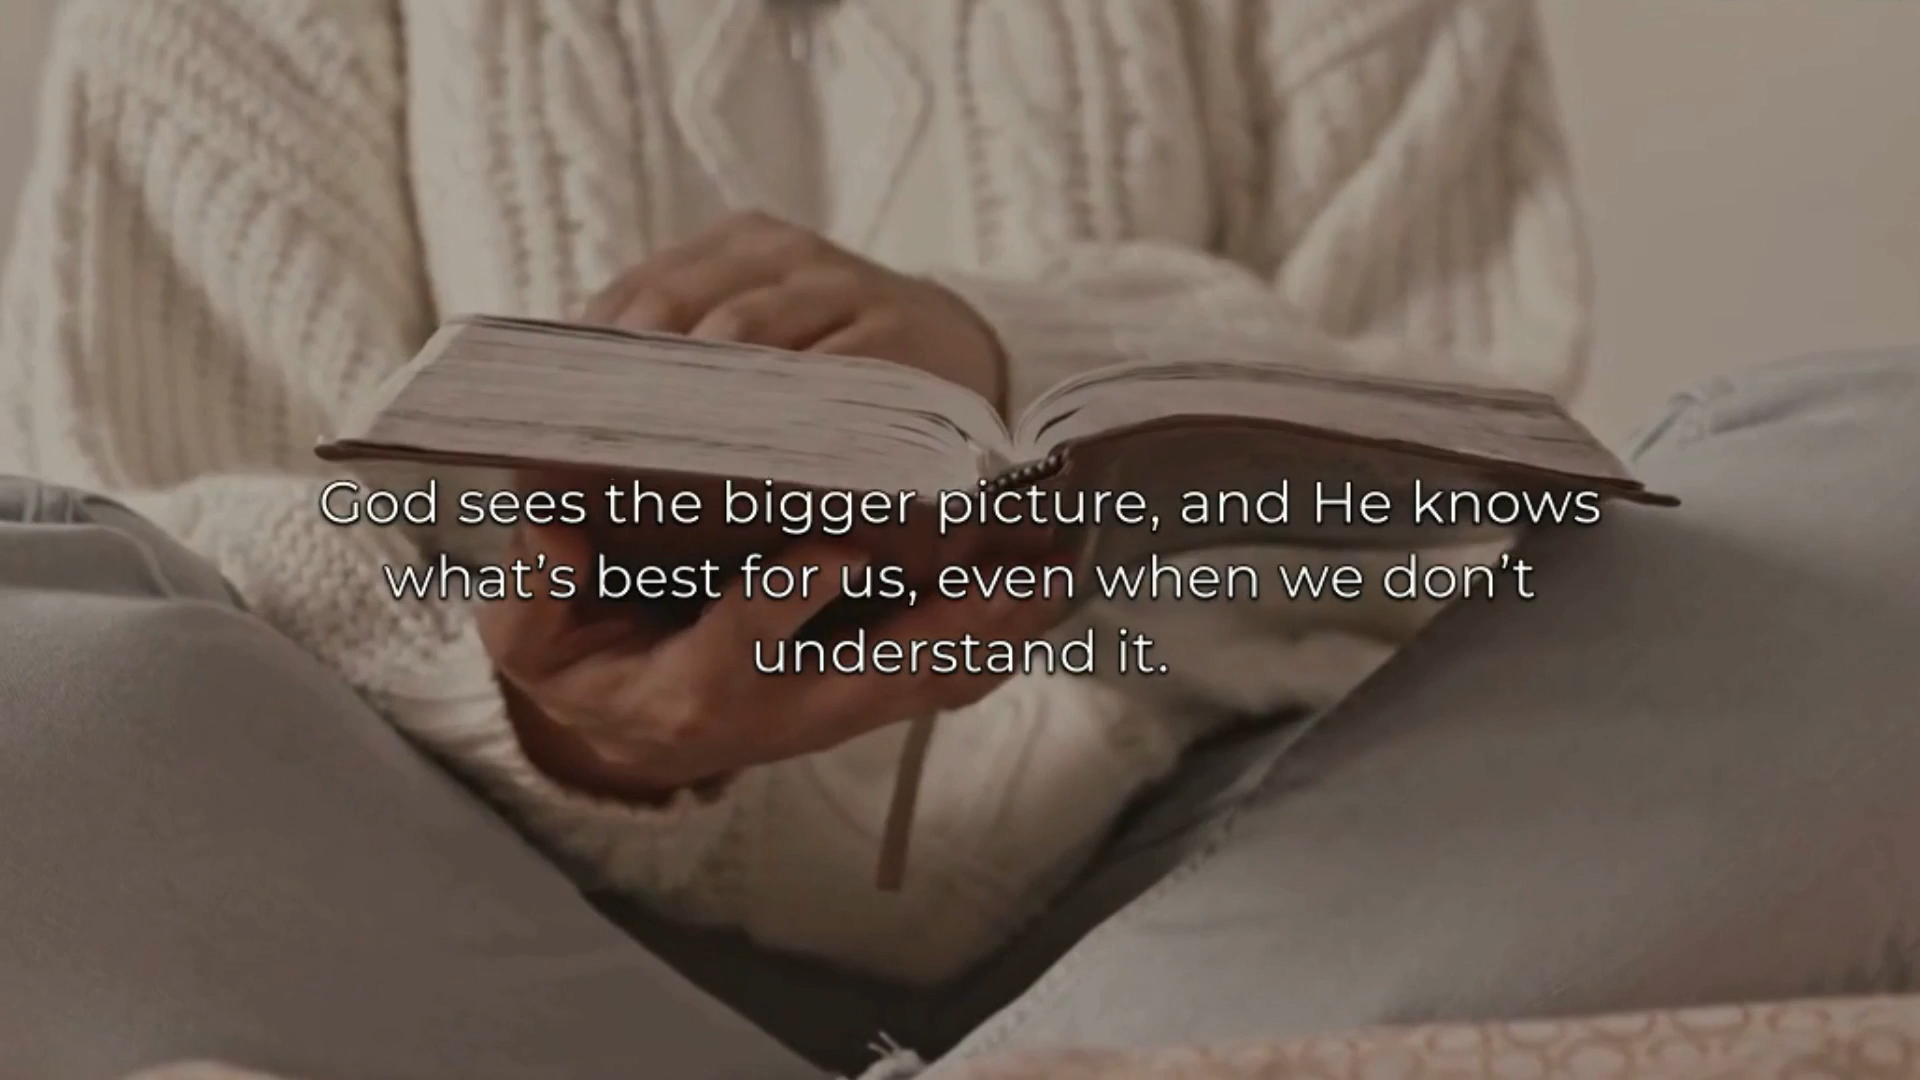 God sees the bigger picture, and He knows
what’s best for us, even when we don’t
understand it.